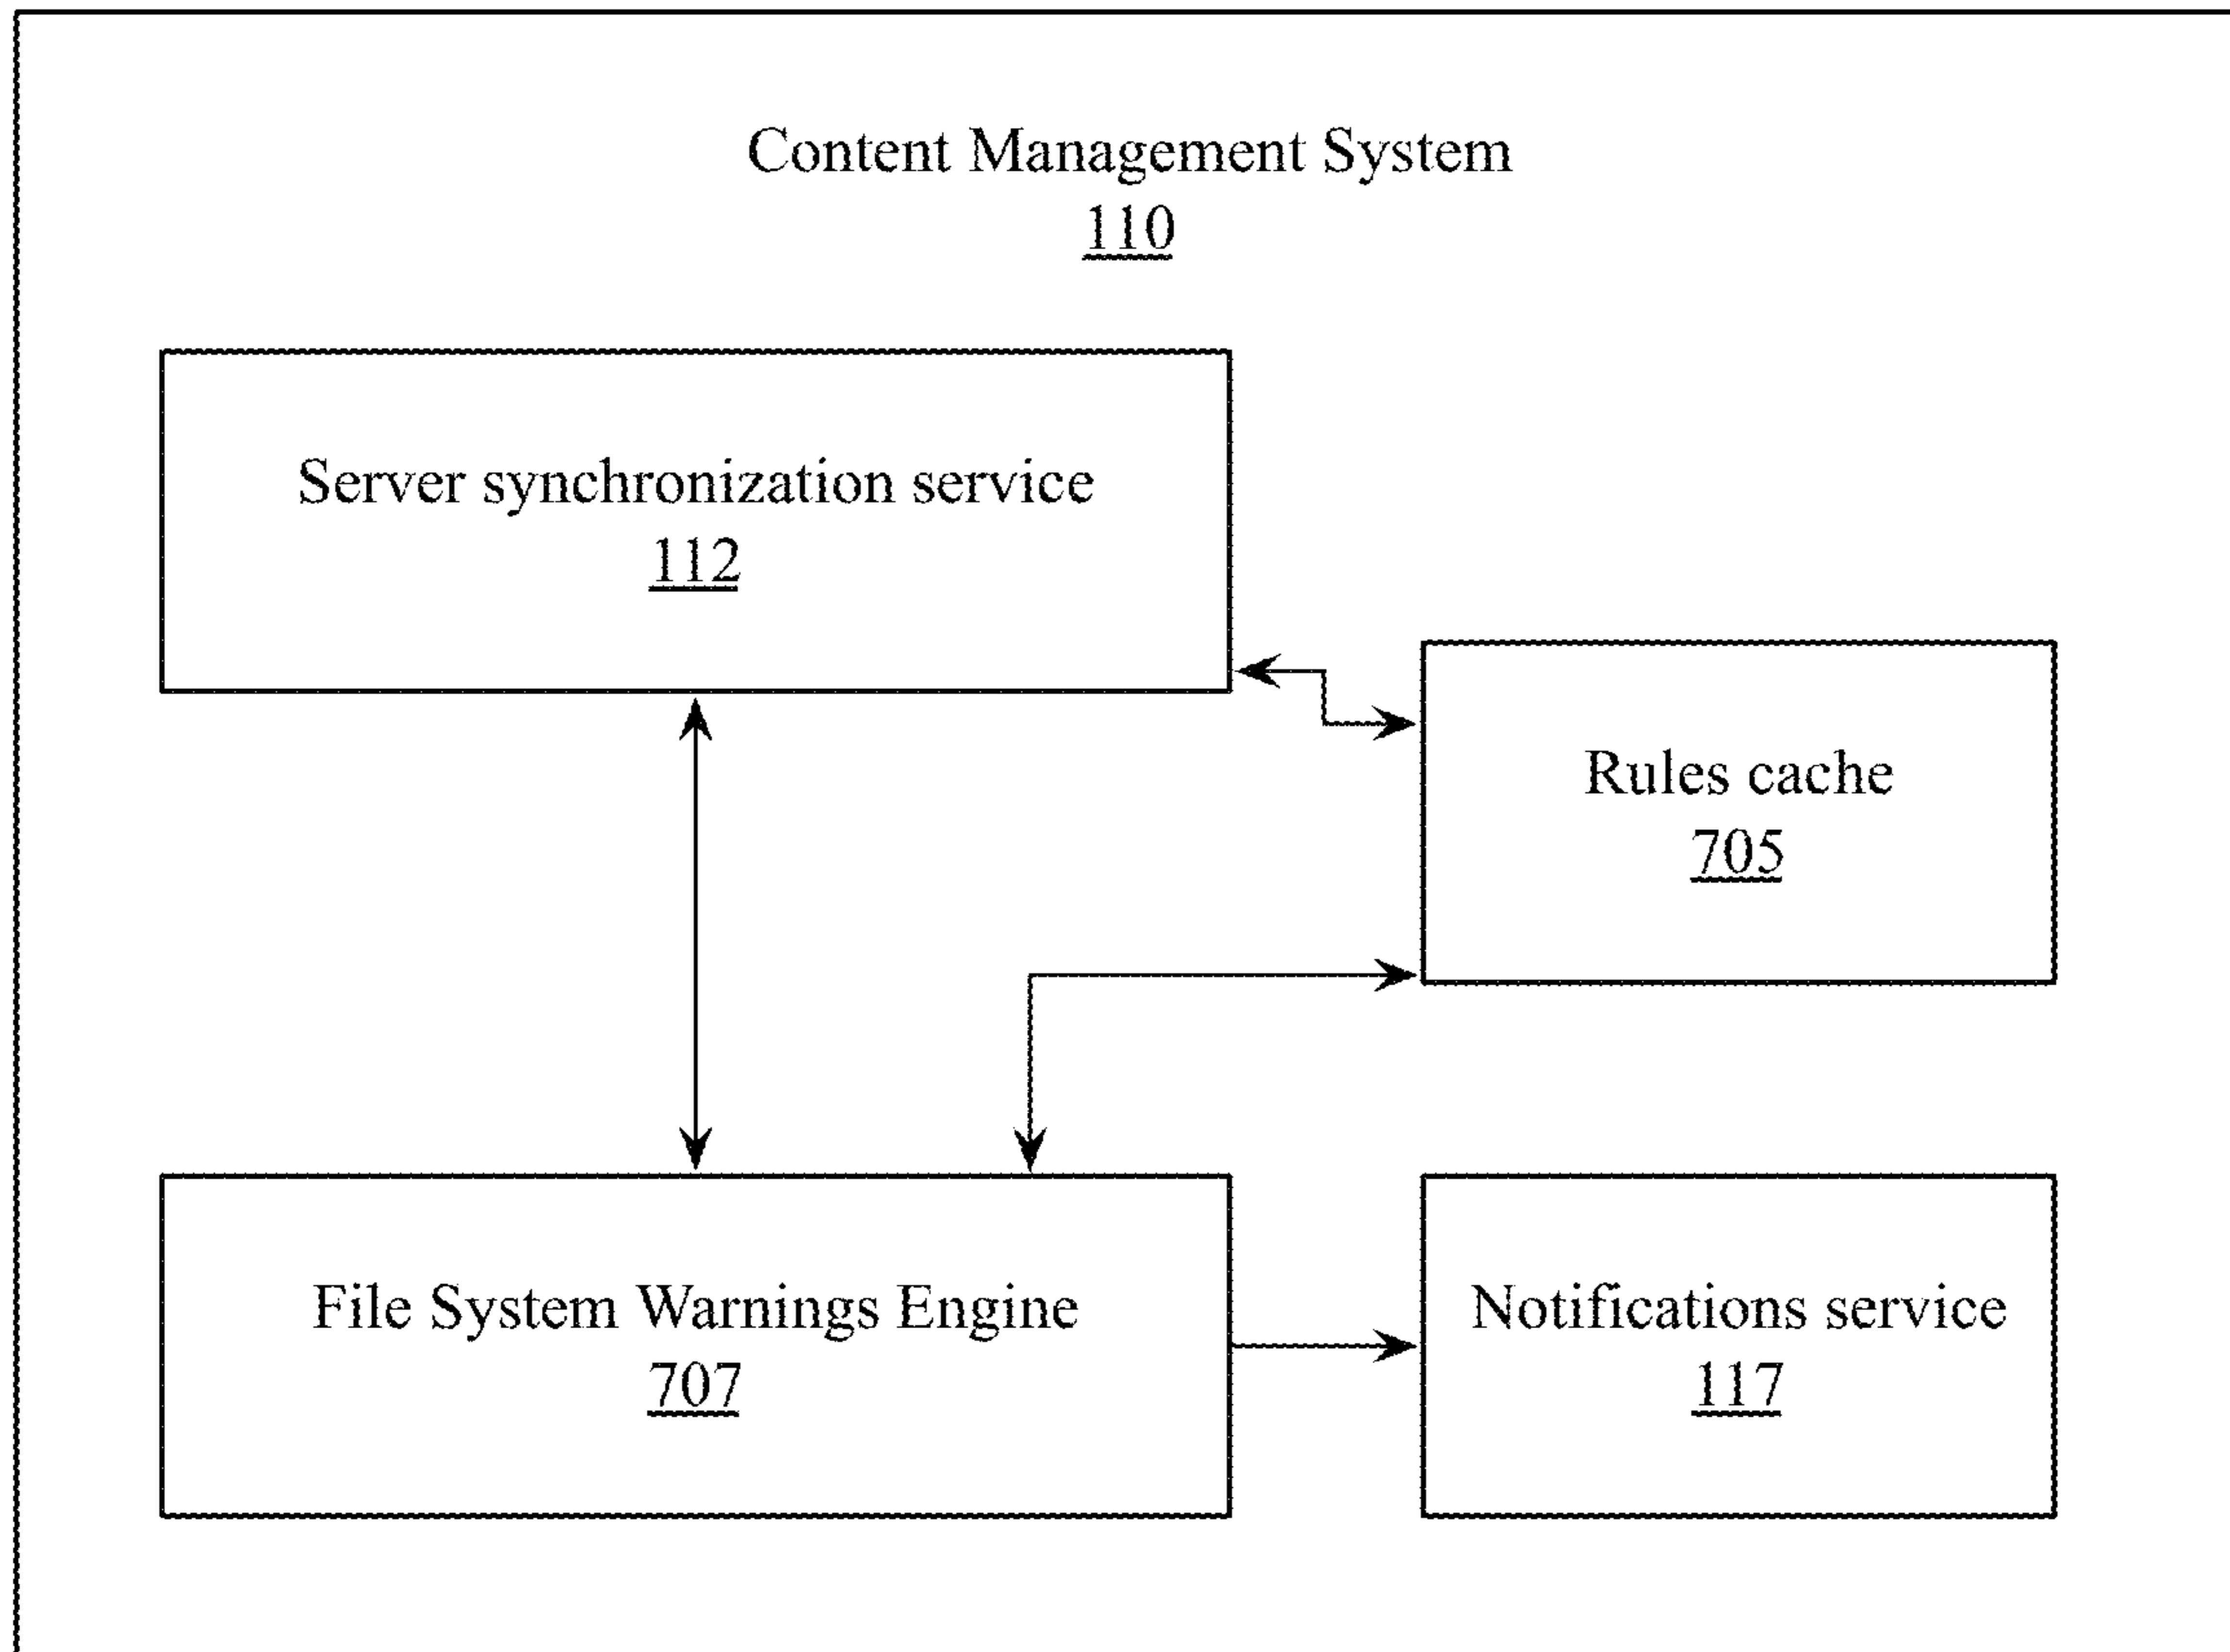 Content Management System
110
Server synchronization service
112
Rules cache
705
File System Warnings Engine
707
Notifications service
117